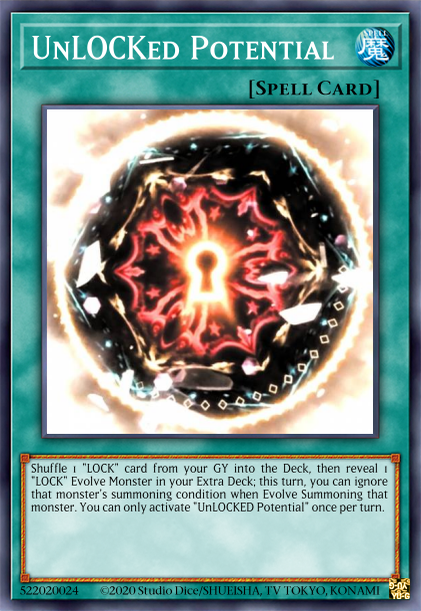 UnLOCKed Potential
SPELL
魔
[Spell Card]
Shuffle 1 "LOCK" card from your GY into the Deck, then reveal 1
"LOCK" Evolve Monster in your Extra Deck; this turn, you can ignore
that monster's summoning condition when Evolve Summoning that
monster. You can only activate "UnLOCKED Potential" once per turn.
522020024
©2020 Studio Dice/SHUEISHA, TV TOKYO, KONAMI